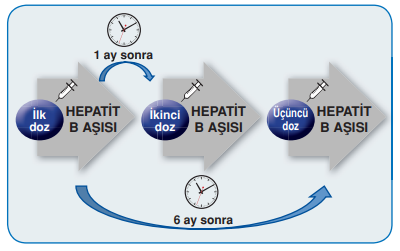 1 ay sonra
İlk
doz
HEPATİT
B AŞISI
İkinci
doz
HEPATİT
B AŞISI
Üçüncü
doz
HEPATİT
B AŞISI
6 ay sonra